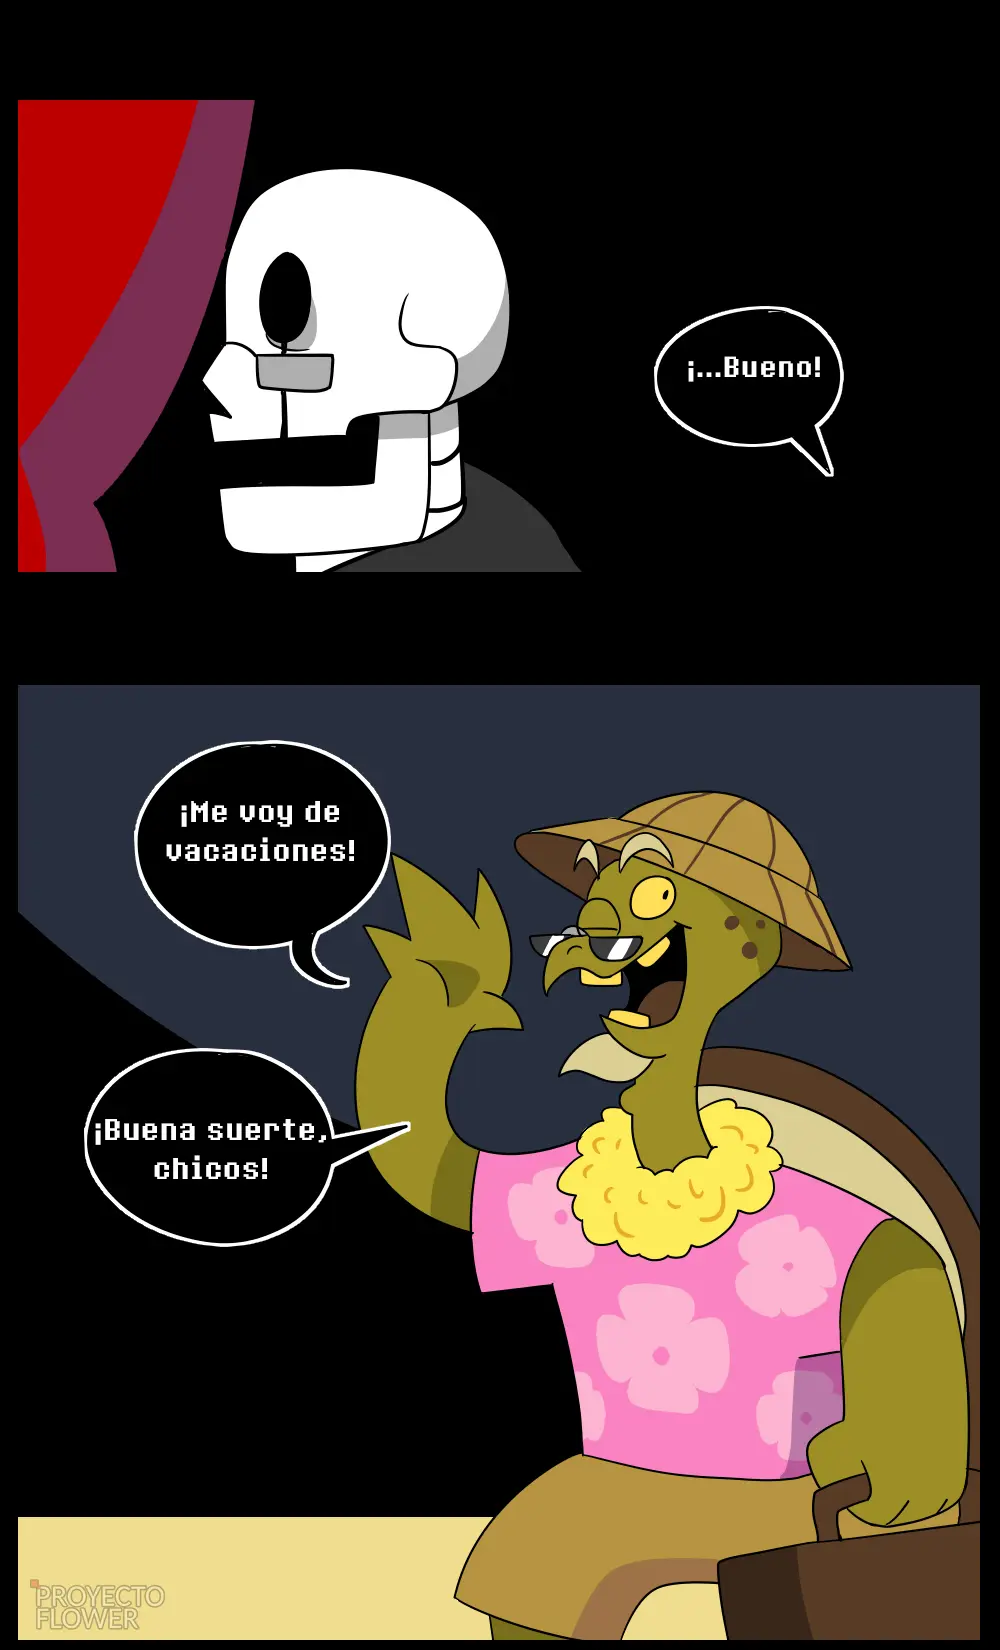 ¡...Bueno!
¡Me voy de
vacaciones!
¡Buena suerte,
chicos!
PROYECTO
FLOWER